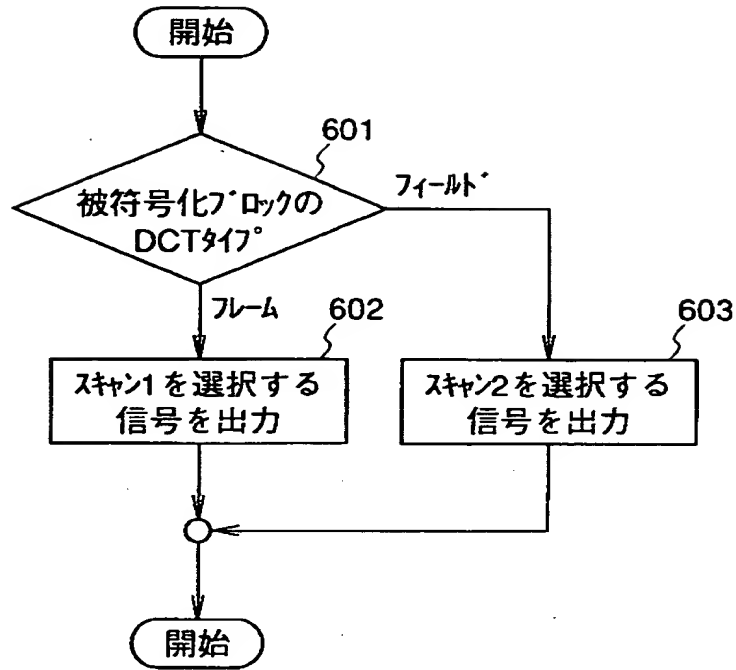 開始
601
被符号化ﾌﾞロックの
DCTﾀｲﾌﾟ
ﾌｨｰﾙﾄﾞ
ﾌﾚｰﾑ
602
603
ｽｷｬﾝ1を選択する
信号を出力
ｽｷｬﾝ2を選択する
信号を出力
開始